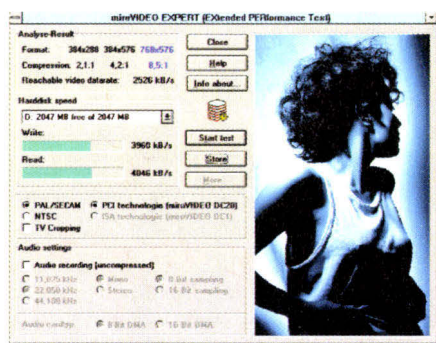 miroVIDEO EXPERT (EXtended PERformance Test)
Analyse-Result
Format: 384x288 384x576 768x576
Compression: 2,1:1 4,2:1 8,5:1
Reachable video datarate: 2526 kB/s
Harddisk speed
D: 2047 MB free of 2047 MB
Write:
3960 kB/s
Read:
4046 kB/s
Close
Help
Info about...
Start test
Store
More...
PAL/SECAM PCI technologie (miroVIDEO DC20)
NTSC ISA technologie (miroVIDEO DC1)
TV Cropping
Audio settings
Audio recording (uncompressed)
11,025 kHz Mono 8 Bit sampling
22,050 kHz Stereo 16 Bit sampling
44,100 kHz
Audio cardtyp: 8 Bit DMA 16 Bit DMA